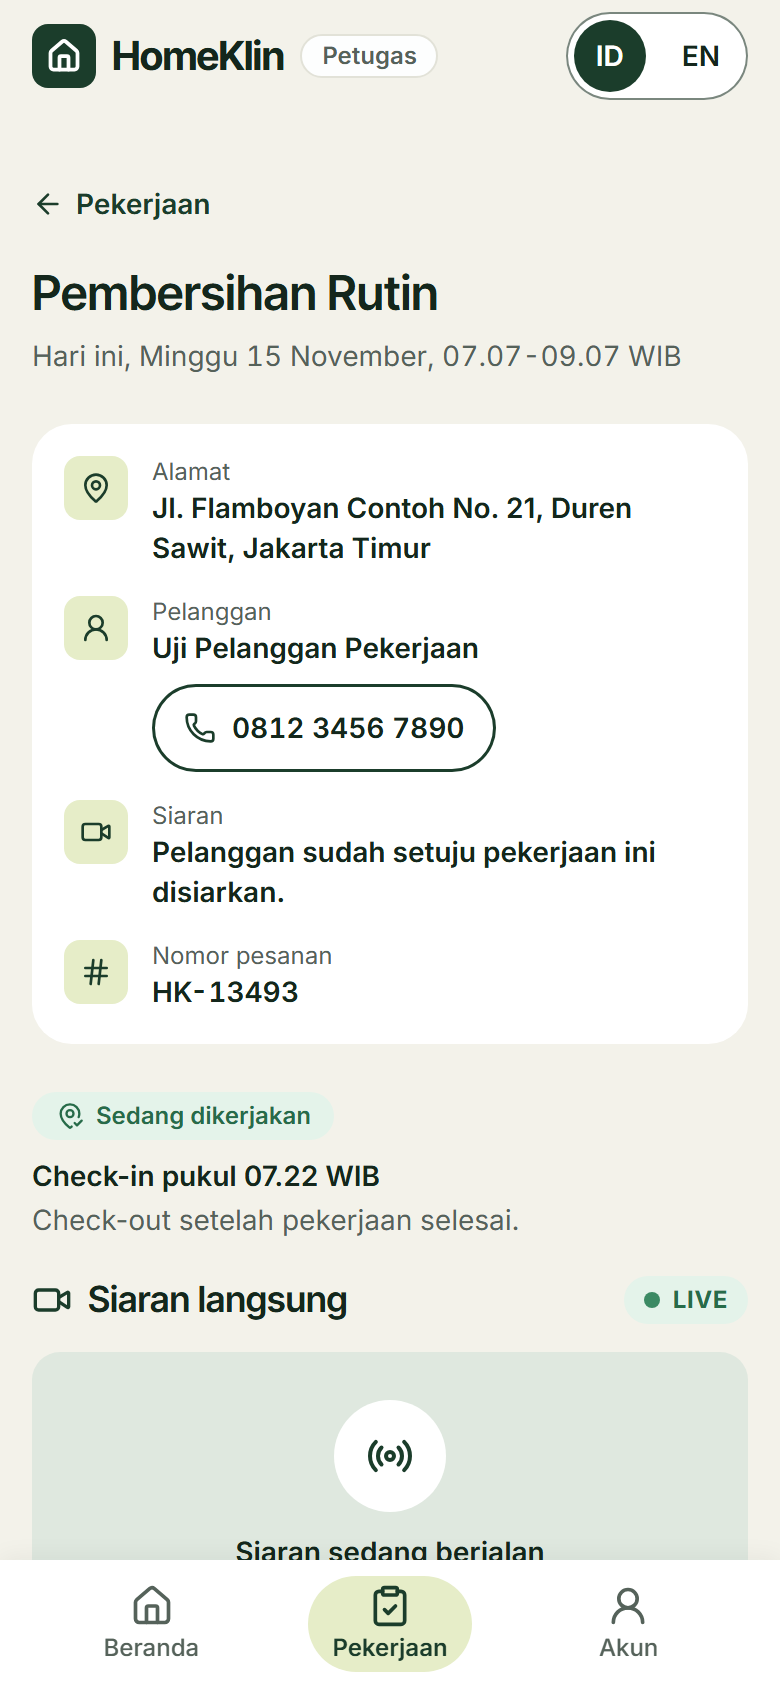 HomeKlin
Petugas
ID
EN
Pekerjaan
Pembersihan Rutin
Hari ini, Minggu 15 November, 07.07-09.07 WIB
Alamat
Jl. Flamboyan Contoh No. 21, Duren
Sawit, Jakarta Timur
Pelanggan
Uji Pelanggan Pekerjaan
0812 3456 7890
Siaran
Pelanggan sudah setuju pekerjaan ini
disiarkan.
Nomor pesanan
HK-13493
Sedang dikerjakan
Check-in pukul 07.22 WIB
Check-out setelah pekerjaan selesai.
Siaran langsung
LIVE
Siaran sedang berjalan
Beranda
Pekerjaan
Akun